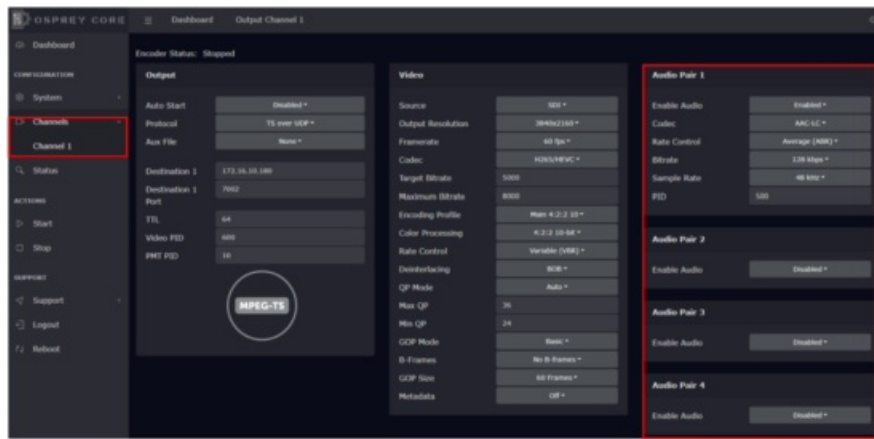 OSPREY CORE
Dashboard
Output Channel 1
Dashboard
CONFIGURATION
System
Channels
Channel 1
Status
ACTIONS
Start
Stop
SUPPORT
Support
Logout
Reboot
Encoder Status: Stopped
Output
Auto Start Disabled
Protocol TS over UDP
Aux File None
Destination 1 172.16.10.180
Destination 1 Port 7002
TTL 64
Video PID 600
PMT PID 10
MPEG-TS
Video
Source SDI
Output Resolution 3840x2160
Framerate 60 fps
Codec H265/HEVC
Target Bitrate 5000
Maximum Bitrate 8000
Encoding Profile Main 4:2:2 10
Color Processing 4:2:2 10-bit
Rate Control Variable (VBR)
Deinterlacing BOB
QP Mode Auto
Max QP 36
Min QP 24
GOP Mode Basic
B-Frames No B-frames
GOP Size 60 Frames
Metadata Off
Audio Pair 1
Enable Audio Enabled
Codec AAC-LC
Rate Control Average (ABR)
Bitrate 128 kbps
Sample Rate 48 kHz
PID 500
Audio Pair 2
Enable Audio Disabled
Audio Pair 3
Enable Audio Disabled
Audio Pair 4
Enable Audio Disabled